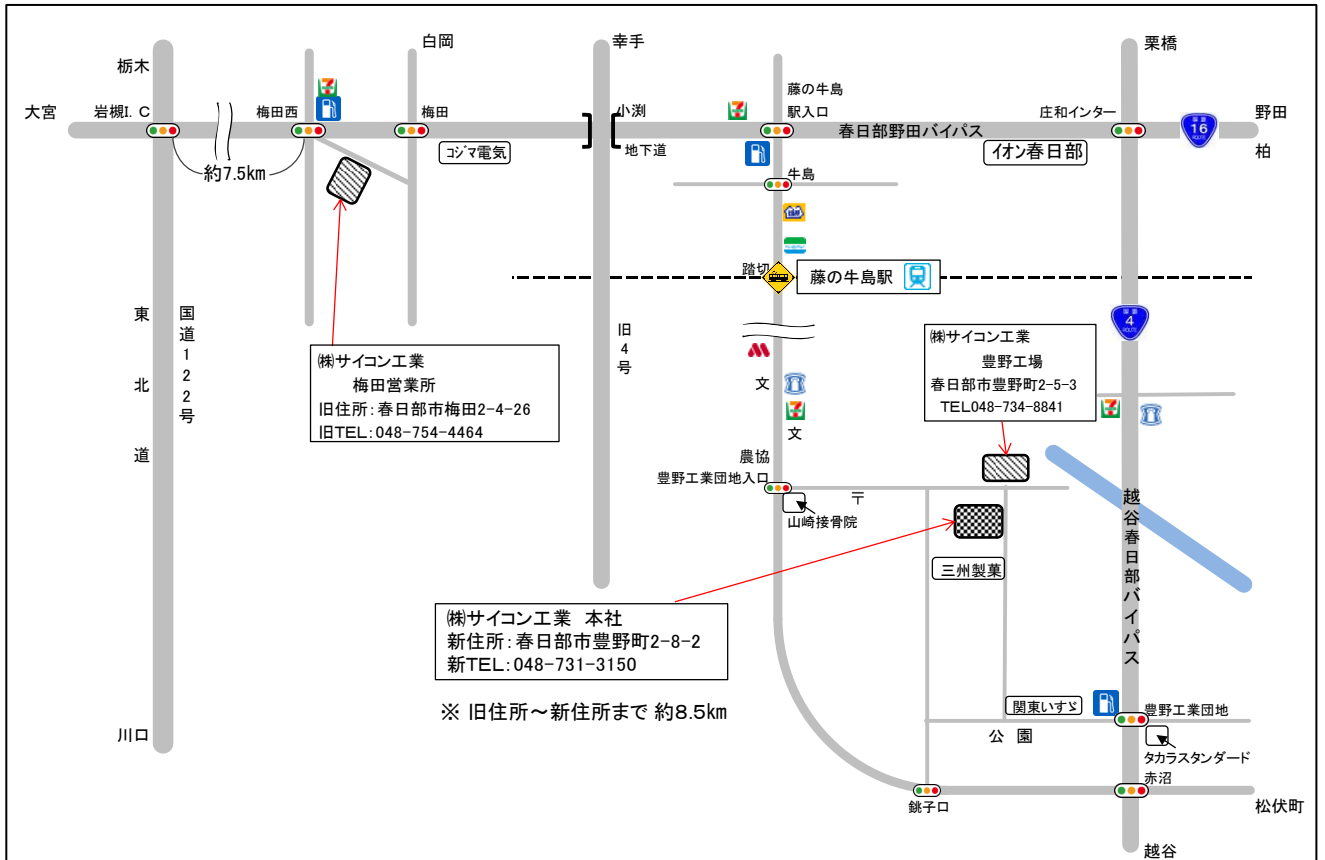 白岡
幸手
栗橋
栃木
大宮
岩槻I.C
梅田西
梅田
小渕
藤の牛島
駅入口
春日部野田バイパス
庄和インター
国道
16
ROUTE
野田
柏
約7.5km
コジマ電気
地下道
イオン春日部
牛島
踏切
藤の牛島駅
東北道
国道122号
旧4号
国道
4
ROUTE
㈱サイコン工業
梅田営業所
旧住所:春日部市梅田2-4-26
旧TEL:048-754-4464
㈱サイコン工業
豊野工場
春日部市豊野町2-5-3
TEL048-734-8841
文
文
農協
豊野工業団地入口
〒
山崎接骨院
三州製菓
越谷春日部バイパス
㈱サイコン工業 本社
新住所:春日部市豊野町2-8-2
新TEL:048-731-3150
※ 旧住所～新住所まで 約8.5km
川口
関東いすゞ
豊野工業団地
公園
タカラスタンダード
赤沼
銚子口
松伏町
越谷